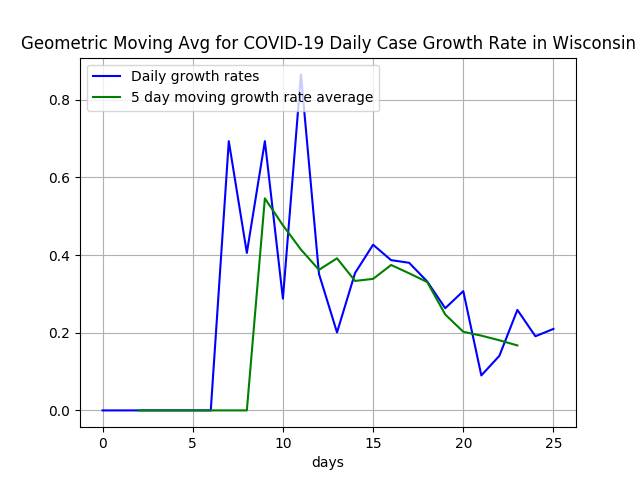 Geometric Moving Avg for COVID-19 Daily Case Growth Rate in Wisconsin
Daily growth rates
5 day moving growth rate average
0.8
0.6
0.4
0.2
0.0
0 5 10 15 20 25
days